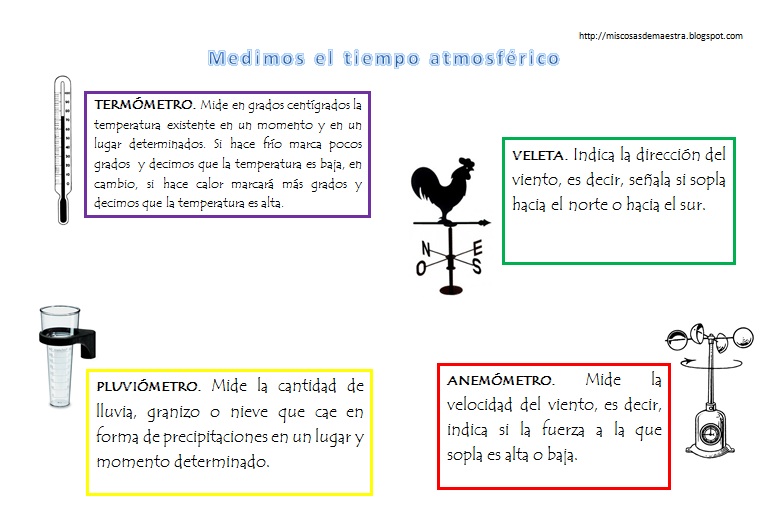 http://miscosasdemaestra.blogspot.com
Medimos el tiempo atmosférico
TERMÓMETRO. Mide en grados centígrados la
temperatura existente en un momento y en un
lugar determinados. Si hace frío marca pocos
grados y decimos que la temperatura es baja, en
cambio, si hace calor marcará más grados y
decimos que la temperatura es alta.
VELETA. Indica la dirección del
viento, es decir, señala si sopla
hacia el norte o hacia el sur.
N E
O S
PLUVIÓMETRO. Mide la cantidad de
lluvia, granizo o nieve que cae en
forma de precipitaciones en un lugar y
momento determinado.
ANEMÓMETRO. Mide la
velocidad del viento, es decir,
indica si la fuerza a la que
sopla es alta o baja.